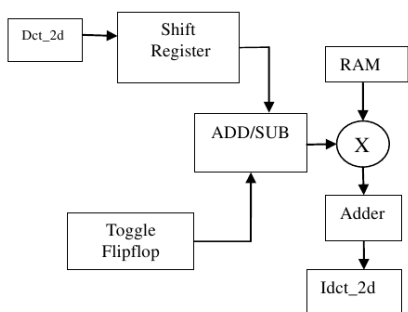 Dct_2d
Shift
Register
RAM
ADD/SUB
X
Toggle
Flipflop
Adder
Idct_2d